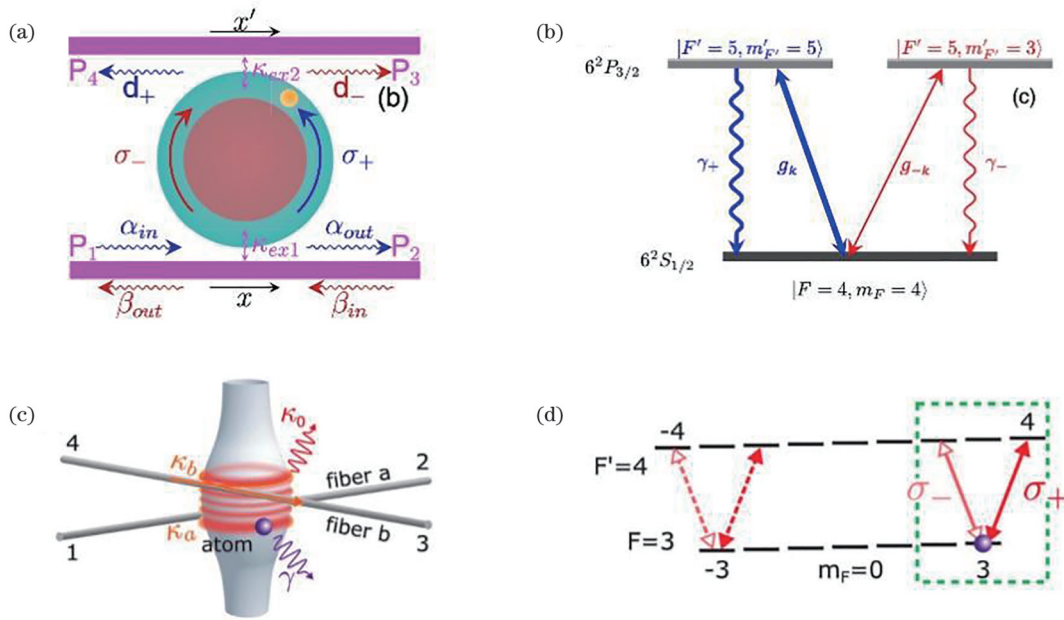 (a)
x′
P4
κex2
P3
d+
d−
(b)
σ−
σ+
αin
αout
P1
κex1
P2
βout
x
βin
(b)
|F′ = 5, m′F′ = 5⟩
|F′ = 5, m′F′ = 3⟩
6²P3/2
(c)
γ+
gk
g−k
γ−
6²S1/2
|F = 4, mF = 4⟩
(c)
κ0
4
κb
fiber a
2
κa
fiber b
1
atom
3
γ
(d)
-4
4
F'=4
σ−
σ+
F=3
-3
mF=0
3